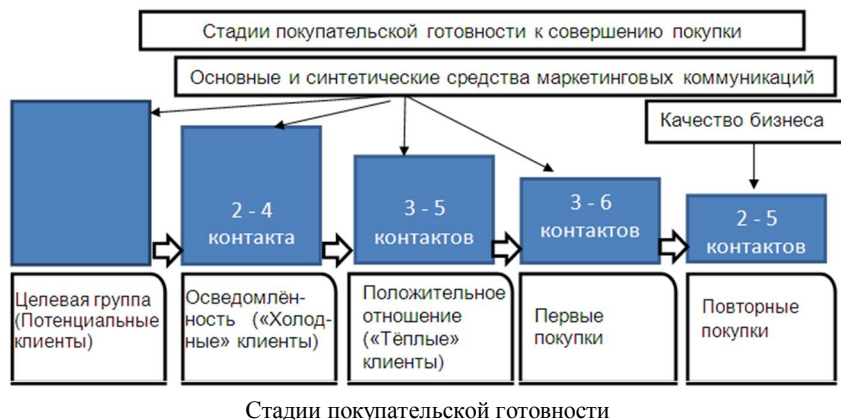 Стадии покупательской готовности к совершению покупки
Основные и синтетические средства маркетинговых коммуникаций
Качество бизнеса
2 - 4
контакта
3 - 5
контактов
3 - 6
контактов
2 - 5
контактов
Целевая группа
(Потенциальные
клиенты)
Осведомлён-
ность («Холод-
ные» клиенты)
Положительное
отношение
(«Тёплые»
клиенты)
Первые
покупки
Повторные
покупки
Стадии покупательской готовности